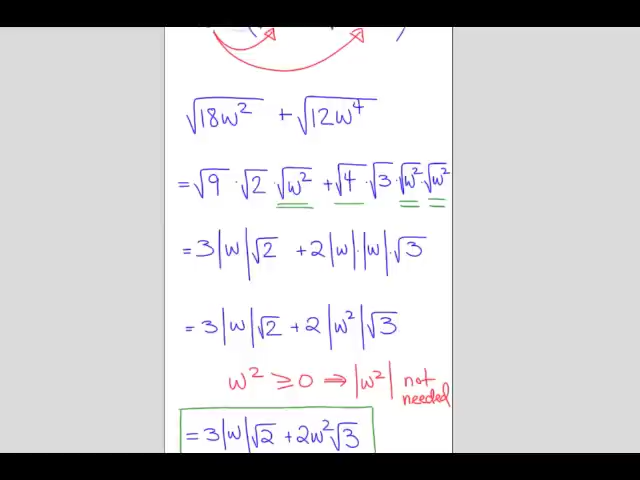 √18w² + √12w⁴
= √9 · √2 · √w² + √4 · √3 · √w² · √w²
= 3|w|√2 + 2|w|·|w|·√3
= 3|w|√2 + 2|w²|√3
w² ≥ 0 ⇒ |w²| not needed
= 3|w|√2 + 2w²√3